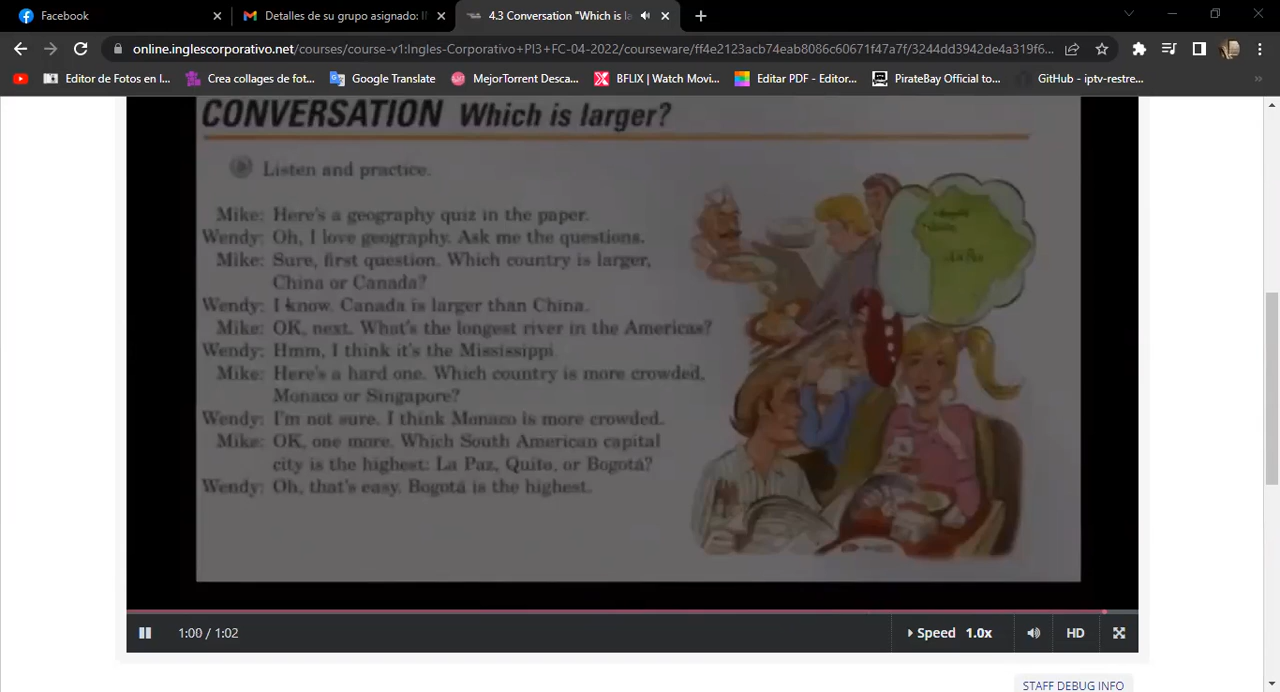 Facebook
Detalles de su grupo asignado: I
4.3 Conversation "Which is la
online.inglescorporativo.net/courses/course-v1:Ingles-Corporativo+PI3+FC-04-2022/courseware/ff4e2123acb74eab8086c60671f47a7f/3244dd3942de4a319f6...
Editor de Fotos en l...
Crea collages de fot...
Google Translate
MejorTorrent Desca...
BFLIX | Watch Movi...
Editar PDF - Editor...
PirateBay Official to...
GitHub - iptv-restre...
»
CONVERSATION Which is larger?
Listen and practice.
Mike: Here's a geography quiz in the paper.
Wendy: Oh, I love geography. Ask me the questions.
Mike: Sure, first question. Which country is larger,
China or Canada?
Wendy: I know. Canada is larger than China.
Mike: OK, next. What's the longest river in the Americas?
Wendy: Hmm, I think it's the Mississippi.
Mike: Here's a hard one. Which country is more crowded,
Monaco or Singapore?
Wendy: I'm not sure. I think Monaco is more crowded.
Mike: OK, one more. Which South American capital
city is the highest: La Paz, Quito, or Bogotá?
Wendy: Oh, that's easy. Bogotá is the highest.
1:00 / 1:02
Speed 1.0x
HD
STAFF DEBUG INFO